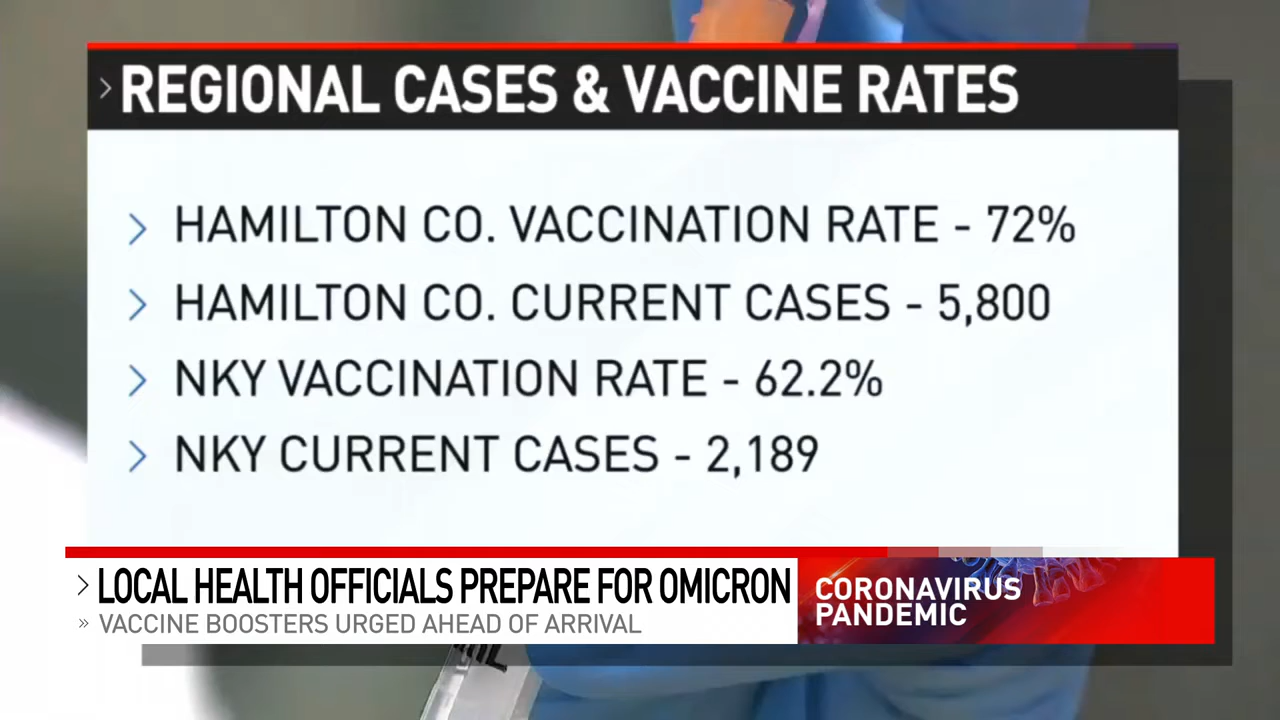 REGIONAL CASES & VACCINE RATES
HAMILTON CO. VACCINATION RATE - 72%
HAMILTON CO. CURRENT CASES - 5,800
NKY VACCINATION RATE - 62.2%
NKY CURRENT CASES - 2,189
LOCAL HEALTH OFFICIALS PREPARE FOR OMICRON
VACCINE BOOSTERS URGED AHEAD OF ARRIVAL
CORONAVIRUS
PANDEMIC